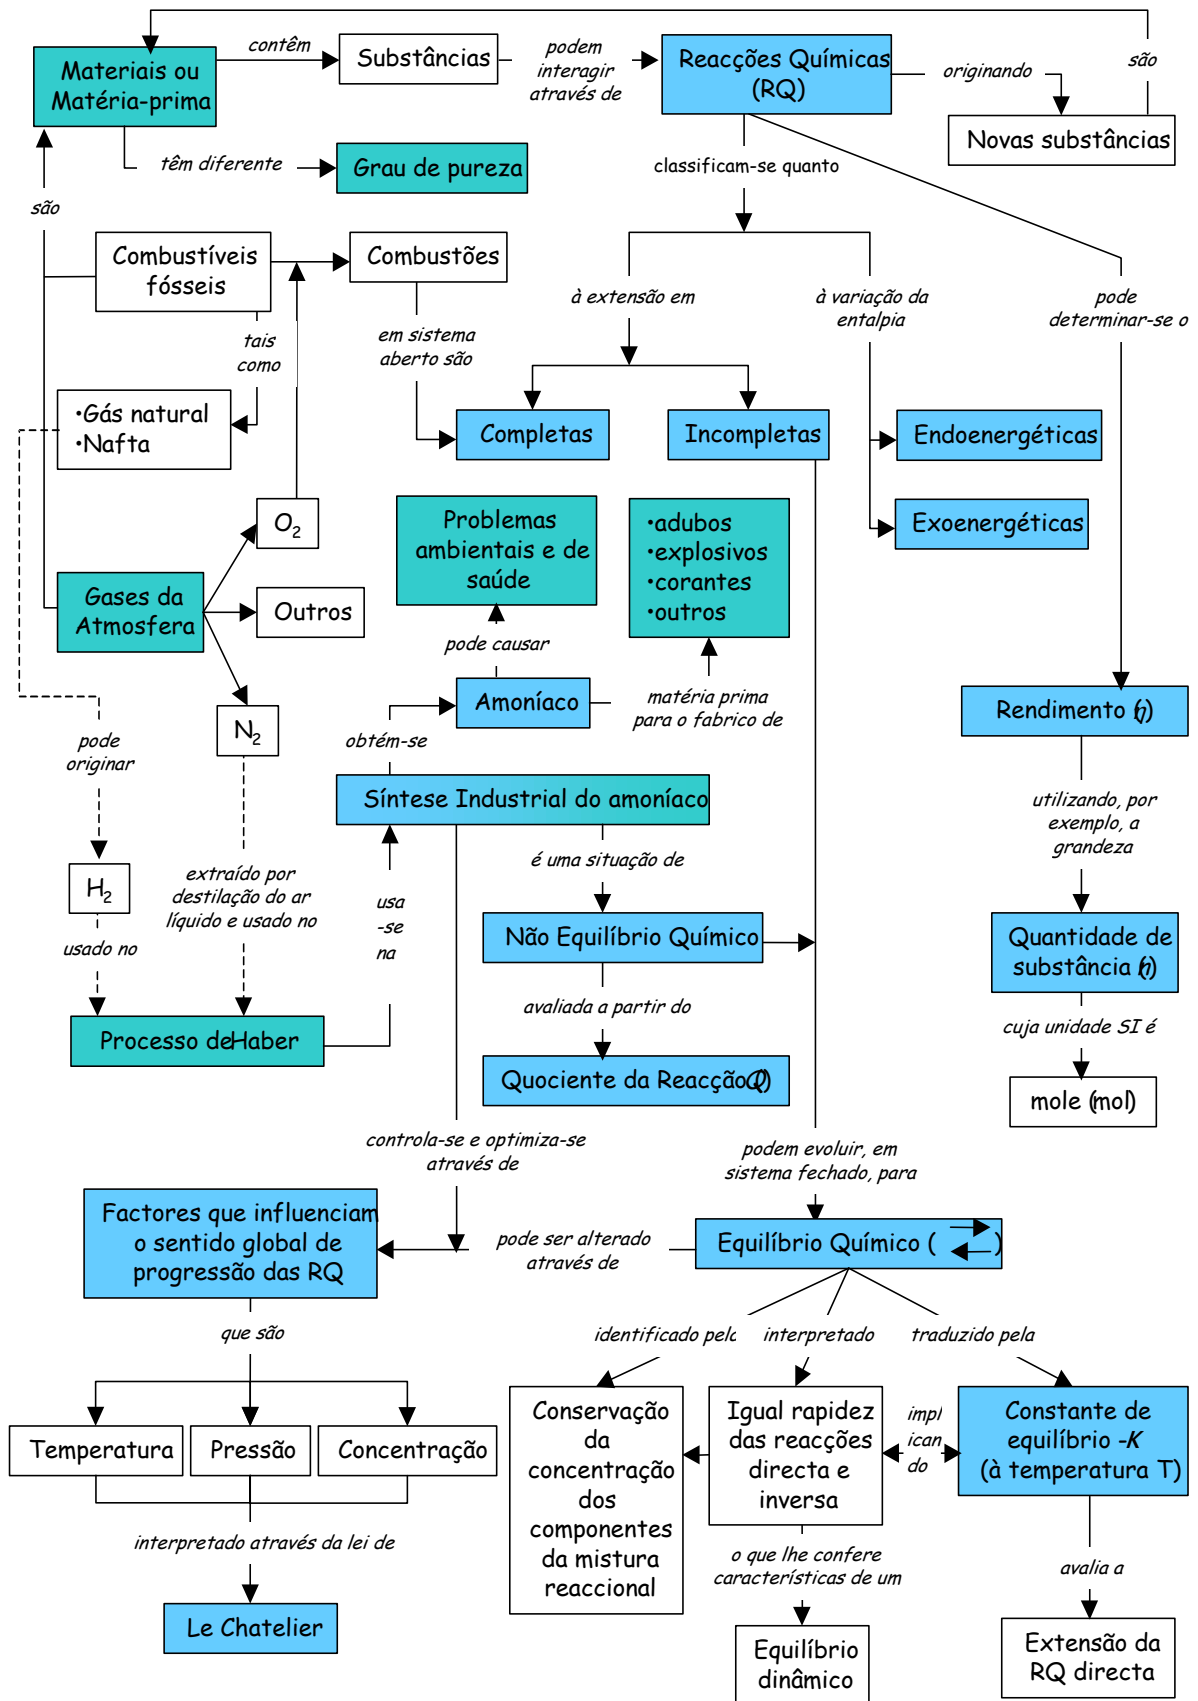 contêm
Materiais ou
Matéria-prima
Substâncias
podem
interagir
através de
Reacções Químicas
(RQ)
originando
são
Novas substâncias
têm diferente
Grau de pureza
classificam-se quanto
são
Combustíveis
fósseis
Combustões
à extensão em
à variação da
entalpia
pode
determinar-se o
tais
como
em sistema
aberto são
•Gás natural
•Nafta
Completas
Incompletas
Endoenergéticas
Exoenergéticas
O2
Problemas
ambientais e de
saúde
•adubos
•explosivos
•corantes
•outros
Gases da
Atmosfera
Outros
pode causar
Amoníaco
matéria prima
para o fabrico de
Rendimento (η)
N2
pode
originar
obtém-se
Síntese Industrial do amoníaco
utilizando, por
exemplo, a
grandeza
é uma situação de
H2
extraído por
destilação do ar
líquido e usado no
usa
-se
na
usado no
Não Equilíbrio Químico
Quantidade de
substância (n)
avaliada a partir do
cuja unidade SI é
Processo de Haber
Quociente da Reacção (Q)
mole (mol)
controla-se e optimiza-se
através de
podem evoluir, em
sistema fechado, para
Factores que influenciam
o sentido global de
progressão das RQ
pode ser alterado
através de
Equilíbrio Químico ( )
que são
identificado pela
interpretado
traduzido pela
Temperatura
Pressão
Concentração
Conservação
da
concentração
dos
componentes
da mistura
reaccional
Igual rapidez
das reacções
directa e
inversa
impl
ican
do
Constante de
equilíbrio -K
(à temperatura T)
interpretado através da lei de
o que lhe confere
características de um
avalia a
Le Chatelier
Equilíbrio
dinâmico
Extensão da
RQ directa